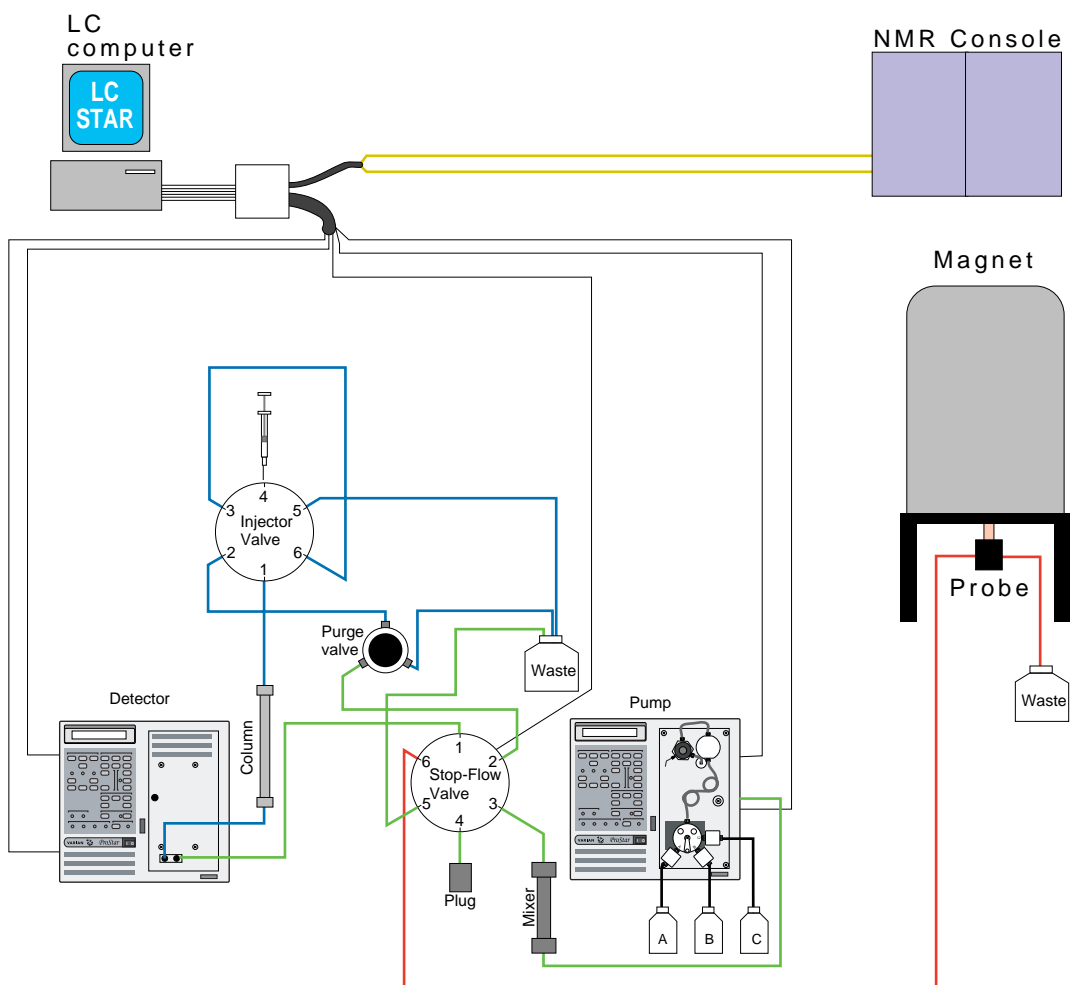 LC
computer
LC
STAR
NMR Console
Magnet
4
3
5
Injector
Valve
2
6
1
Probe
Purge
valve
Waste
Waste
Detector
Pump
Column
1
6
2
Stop-Flow
Valve
5
3
4
VARIAN
ProStar
VARIAN
ProStar
Plug
Mixer
A
B
C